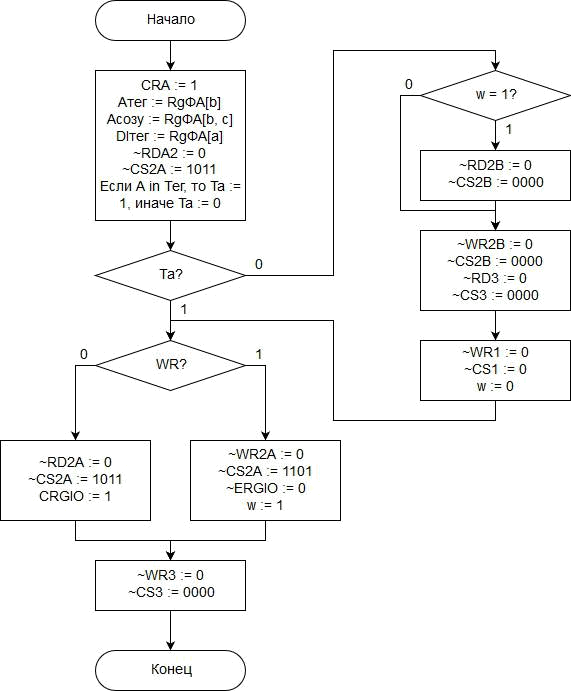 Начало
CRA := 1
Aтег := RgФА[b]
Асозу := RgФА[b, c]
DIтег := RgФА[a]
~RDA2 := 0
~CS2A := 1011
Если А in Тег, то Ta :=
1, иначе Ta := 0
Ta?
0
1
w = 1?
0
1
~RD2B := 0
~CS2B := 0000
~WR2B := 0
~CS2B := 0000
~RD3 := 0
~CS3 := 0000
~WR1 := 0
~CS1 := 0
w := 0
WR?
0
1
~RD2A := 0
~CS2A := 1011
CRGIO := 1
~WR2A := 0
~CS2A := 1101
~ERGIO := 0
w := 1
~WR3 := 0
~CS3 := 0000
Конец